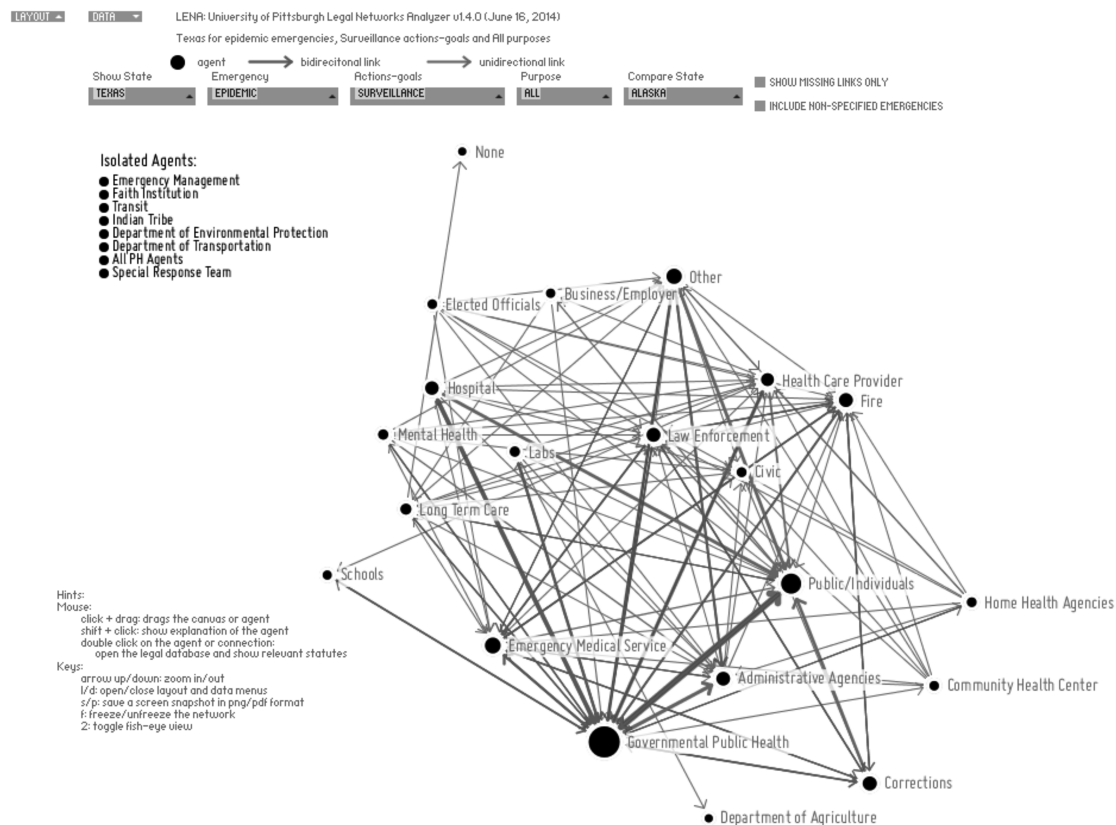 LAYOUT
DATA
LENA: University of Pittsburgh Legal Networks Analyzer v1.4.0 (June 16, 2014)
Texas for epidemic emergencies, Surveillance actions-goals and All purposes
agent
bidirecitonal link
unidirectional link
Show State
Emergency
Actions-goals
Purpose
Compare State
TEXAS
EPIDEMIC
SURVEILLANCE
ALL
ALASKA
SHOW MISSING LINKS ONLY
INCLUDE NON-SPECIFIED EMERGENCIES
None
Isolated Agents:
Emergency Management
Faith Institution
Transit
Indian Tribe
Department of Environmental Protection
Department of Transportation
All PH Agents
Special Response Team
Other
Business/Employer
Elected Officials
Health Care Provider
Hospital
Fire
Mental Health
Law Enforcement
Labs
Civic
Long Term Care
Schools
Public/Individuals
Home Health Agencies
Emergency Medical Service
Administrative Agencies
Community Health Center
Governmental Public Health
Corrections
Department of Agriculture
Hints:
Mouse:
click + drag: drags the canvas or agent
shift + click: show explanation of the agent
double click on the agent or connection:
open the legal database and show relevant statutes
Keys:
arrow up/down: zoom in/out
l/d: open/close layout and data menus
s/p: save a screen snapshot in png/pdf format
f: freeze/unfreeze the network
2: toggle fish-eye view